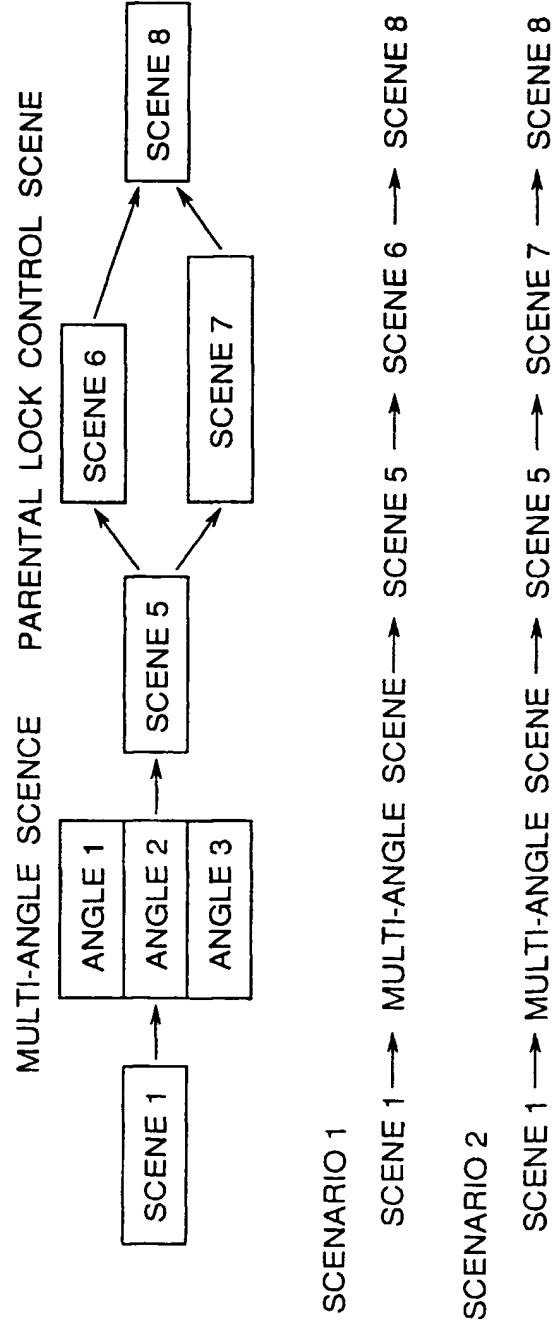 MULTI-ANGLE SCENCE PARENTAL LOCK CONTROL SCENE
SCENE 1
ANGLE 1
ANGLE 2
ANGLE 3
SCENE 5
SCENE 6
SCENE 7
SCENE 8
SCENARIO 1
SCENE 1 → MULTI-ANGLE SCENE → SCENE 5 → SCENE 6 → SCENE 8
SCENARIO 2
SCENE 1 → MULTI-ANGLE SCENE → SCENE 5 → SCENE 7 → SCENE 8